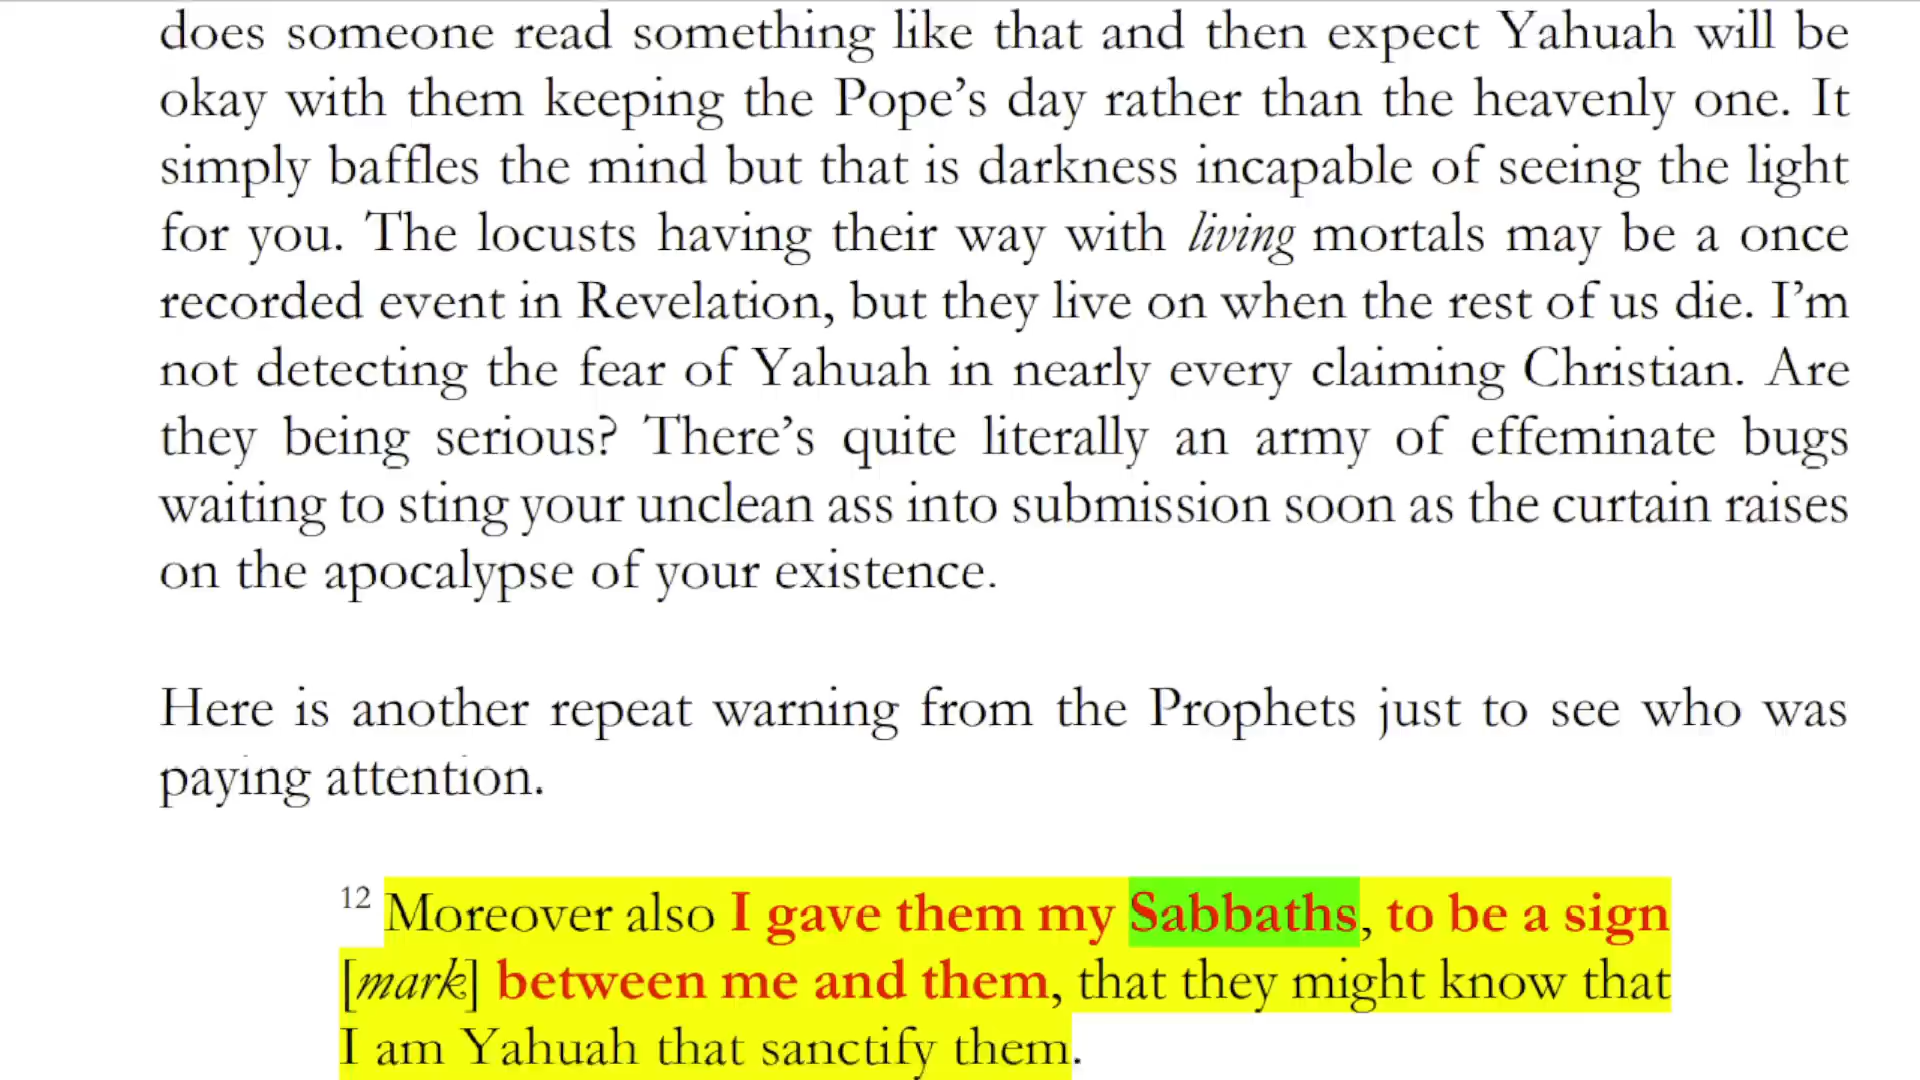 does someone read something like that and then expect Yahuah will be
okay with them keeping the Pope’s day rather than the heavenly one. It
simply baffles the mind but that is darkness incapable of seeing the light
for you. The locusts having their way with living mortals may be a once
recorded event in Revelation, but they live on when the rest of us die. I’m
not detecting the fear of Yahuah in nearly every claiming Christian. Are
they being serious? There’s quite literally an army of effeminate bugs
waiting to sting your unclean ass into submission soon as the curtain raises
on the apocalypse of your existence.
Here is another repeat warning from the Prophets just to see who was
paying attention.
12 Moreover also I gave them my Sabbaths, to be a sign
[mark] between me and them, that they might know that
I am Yahuah that sanctify them.